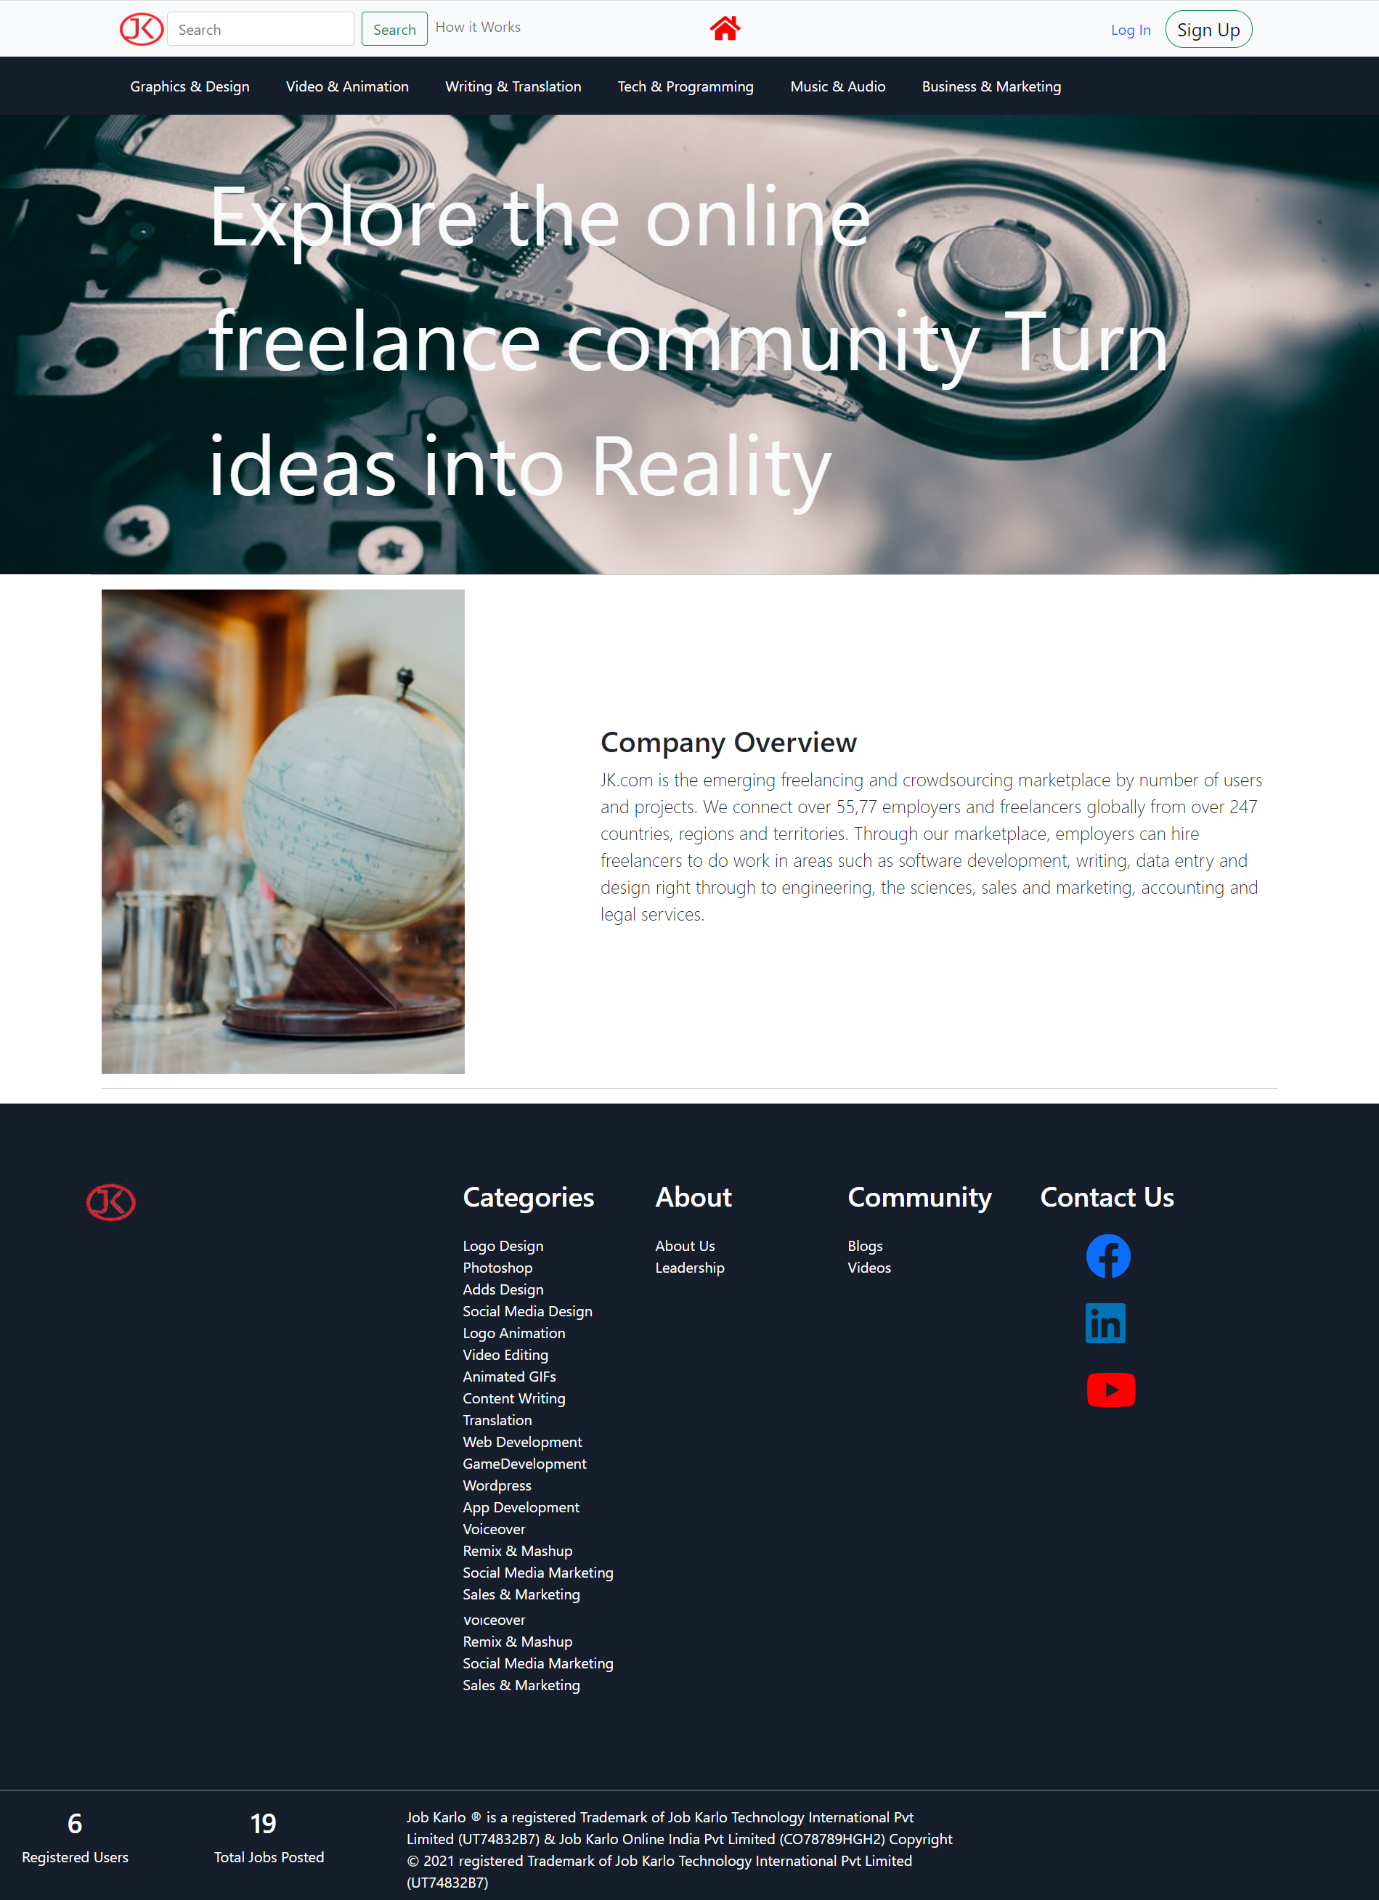 JK Search Search How it Works Log In Sign Up
Graphics & Design Video & Animation Writing & Translation Tech & Programming Music & Audio Business & Marketing
Explore the online
freelance community Turn
ideas into Reality
Company Overview
JK.com is the emerging freelancing and crowdsourcing marketplace by number of users
and projects. We connect over 55,77 employers and freelancers globally from over 247
countries, regions and territories. Through our marketplace, employers can hire
freelancers to do work in areas such as software development, writing, data entry and
design right through to engineering, the sciences, sales and marketing, accounting and
legal services.
JK
Categories
Logo Design
Photoshop
Adds Design
Social Media Design
Logo Animation
Video Editing
Animated GIFs
Content Writing
Translation
Web Development
GameDevelopment
Wordpress
App Development
Voiceover
Remix & Mashup
Social Media Marketing
Sales & Marketing
Voiceover
Remix & Mashup
Social Media Marketing
Sales & Marketing
About
About Us
Leadership
Community
Blogs
Videos
Contact Us
in
6
Registered Users
19
Total Jobs Posted
Job Karlo ® is a registered Trademark of Job Karlo Technology International Pvt
Limited (UT74832B7) & Job Karlo Online India Pvt Limited (CO78789HGH2) Copyright
© 2021 registered Trademark of Job Karlo Technology International Pvt Limited
(UT74832B7)